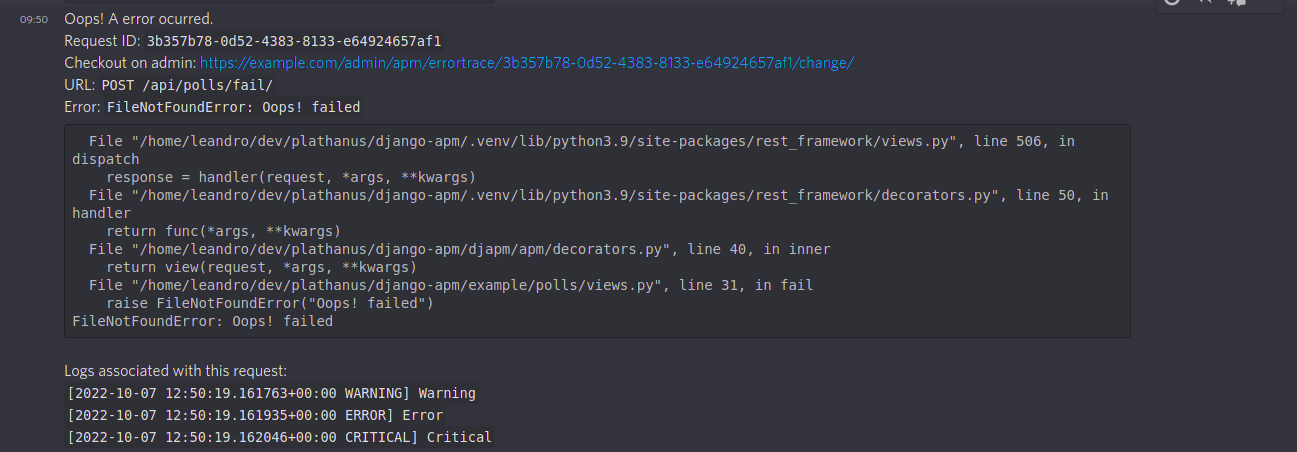 09:50 Oops! A error ocurred.
Request ID: 3b357b78-0d52-4383-8133-e64924657af1
Checkout on admin: https://example.com/admin/apm/errortrace/3b357b78-0d52-4383-8133-e64924657af1/change/
URL: POST /api/polls/fail/
Error: FileNotFoundError: Oops! failed
File "/home/leandro/dev/plathanus/django-apm/.venv/lib/python3.9/site-packages/rest_framework/views.py", line 506, in
dispatch
response = handler(request, *args, **kwargs)
File "/home/leandro/dev/plathanus/django-apm/.venv/lib/python3.9/site-packages/rest_framework/decorators.py", line 50, in
handler
return func(*args, **kwargs)
File "/home/leandro/dev/plathanus/django-apm/djapm/apm/decorators.py", line 40, in inner
return view(request, *args, **kwargs)
File "/home/leandro/dev/plathanus/django-apm/example/polls/views.py", line 31, in fail
raise FileNotFoundError("Oops! failed")
FileNotFoundError: Oops! failed
Logs associated with this request:
[2022-10-07 12:50:19.161763+00:00 WARNING] Warning
[2022-10-07 12:50:19.161935+00:00 ERROR] Error
[2022-10-07 12:50:19.162046+00:00 CRITICAL] Critical